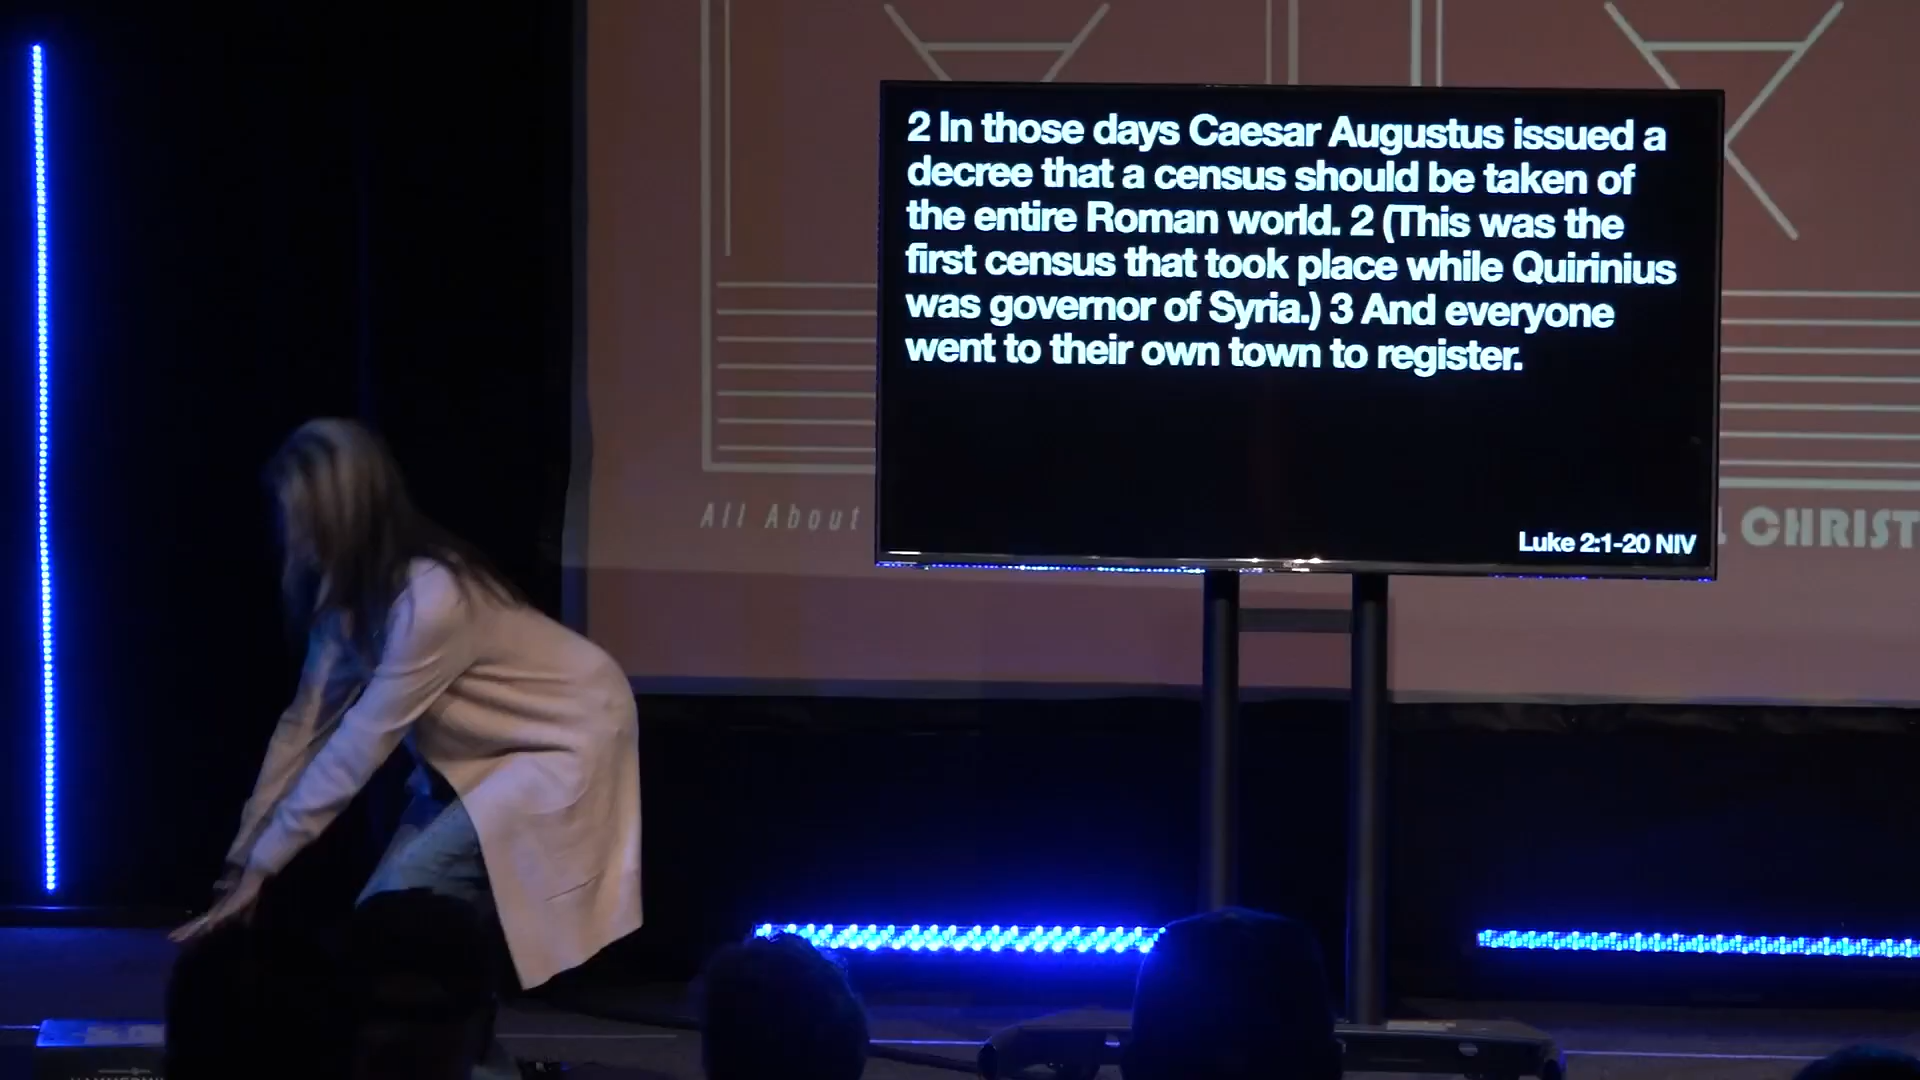 2 In those days Caesar Augustus issued a
decree that a census should be taken of
the entire Roman world. 2 (This was the
first census that took place while Quirinius
was governor of Syria.) 3 And everyone
went to their own town to register.
Luke 2:1-20 NIV
All About
CHRIST